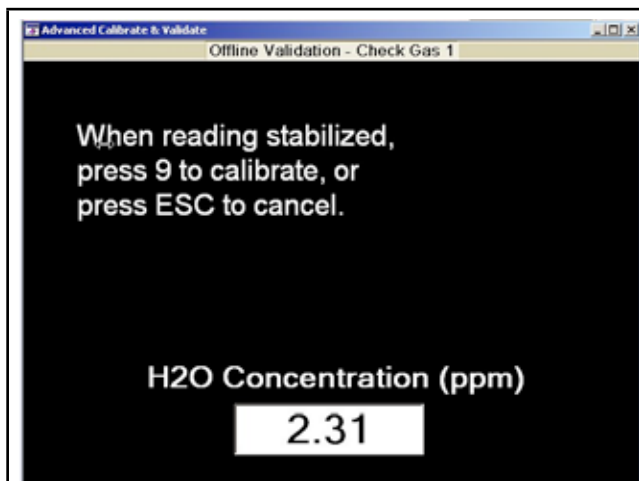 Advanced Calibrate & Validate
Offline Validation - Check Gas 1
When reading stabilized,
press 9 to calibrate, or
press ESC to cancel.
H2O Concentration (ppm)
2.31